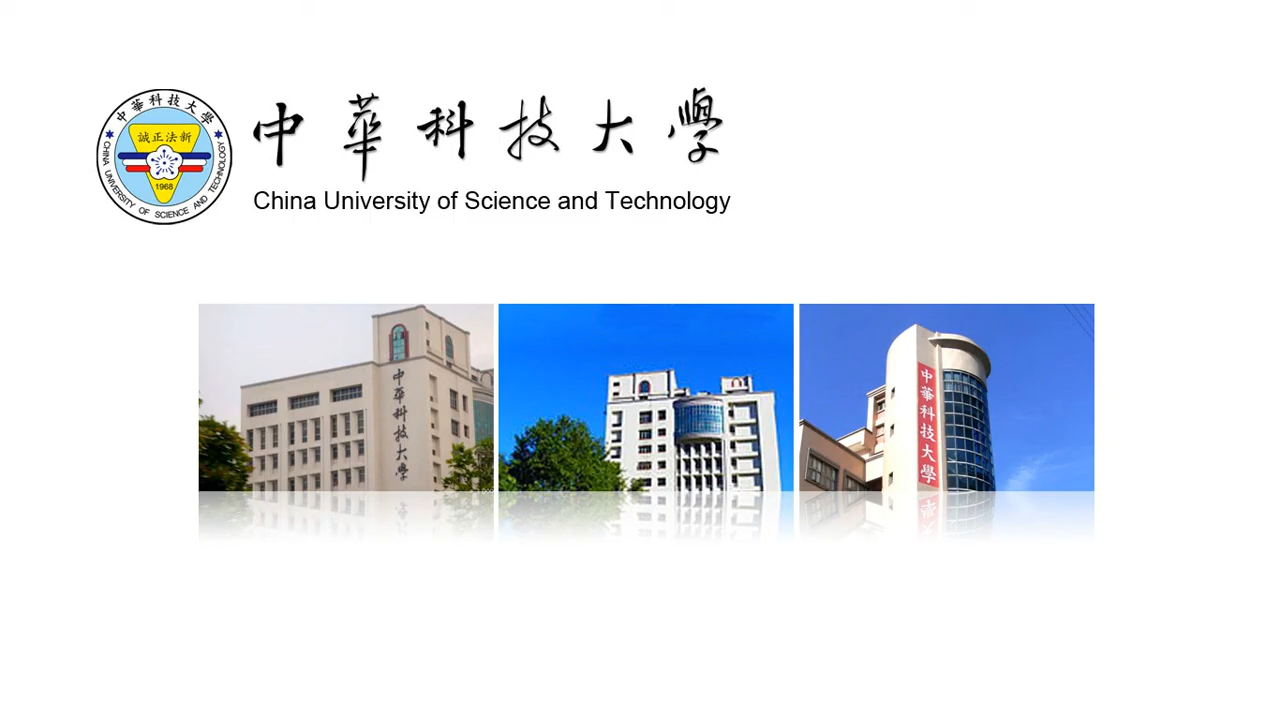 中華科技大學
誠正法新
1968
CHINA UNIVERSITY OF SCIENCE AND TECHNOLOGY
中華科技大學
China University of Science and Technology
中華科技大學
中華科技大學